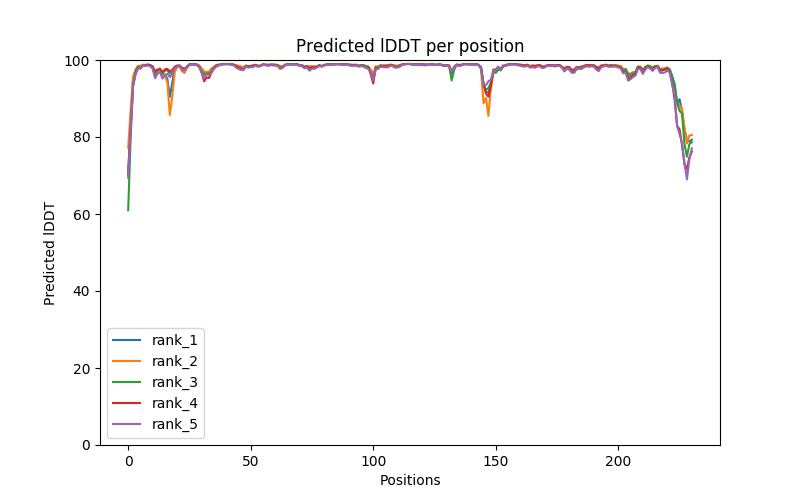 Predicted lDDT per position
100
80
60
40
20
0
Predicted lDDT
rank_1
rank_2
rank_3
rank_4
rank_5
0 50 100 150 200
Positions